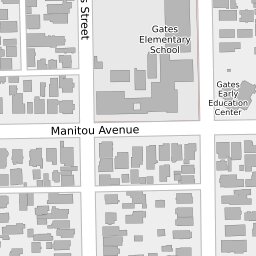 s Street
Gates
Elementary
School
Gates
Early
Education
Center
Manitou Avenue